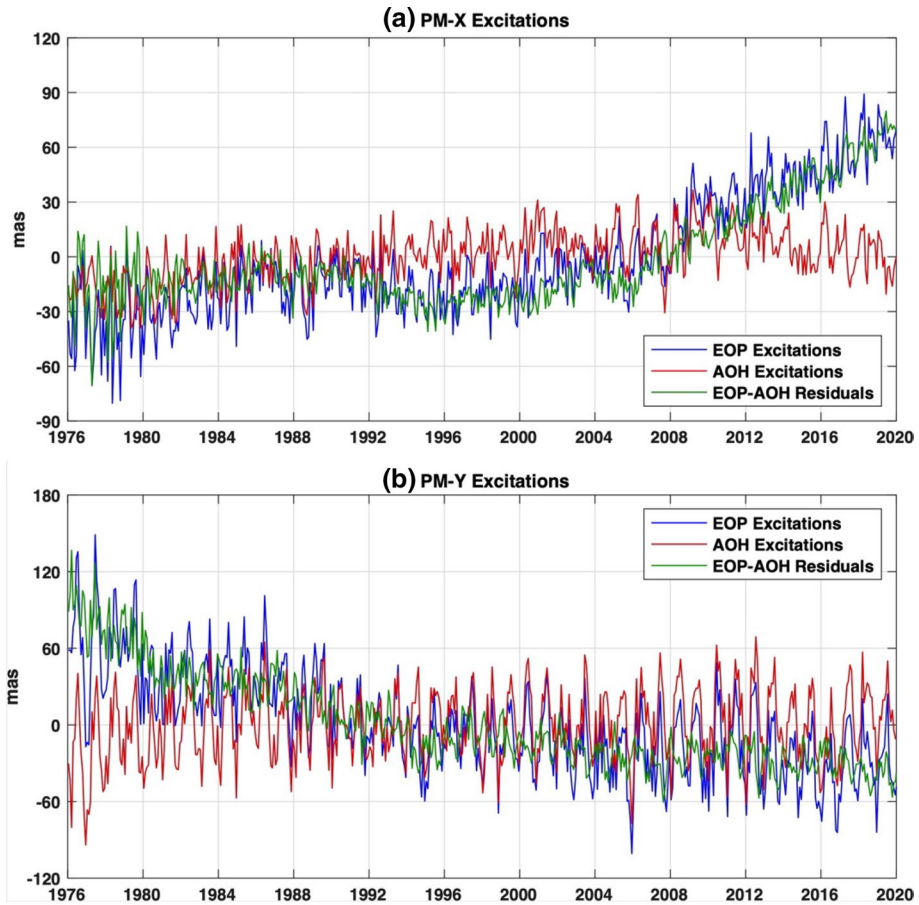 (a) PM-X Excitations
120
90
60
30
0
-30
-60
-90
mas
EOP Excitations
AOH Excitations
EOP-AOH Residuals
1976 1980 1984 1988 1992 1996 2000 2004 2008 2012 2016 2020
(b) PM-Y Excitations
180
120
60
0
-60
-120
mas
EOP Excitations
AOH Excitations
EOP-AOH Residuals
1976 1980 1984 1988 1992 1996 2000 2004 2008 2012 2016 2020